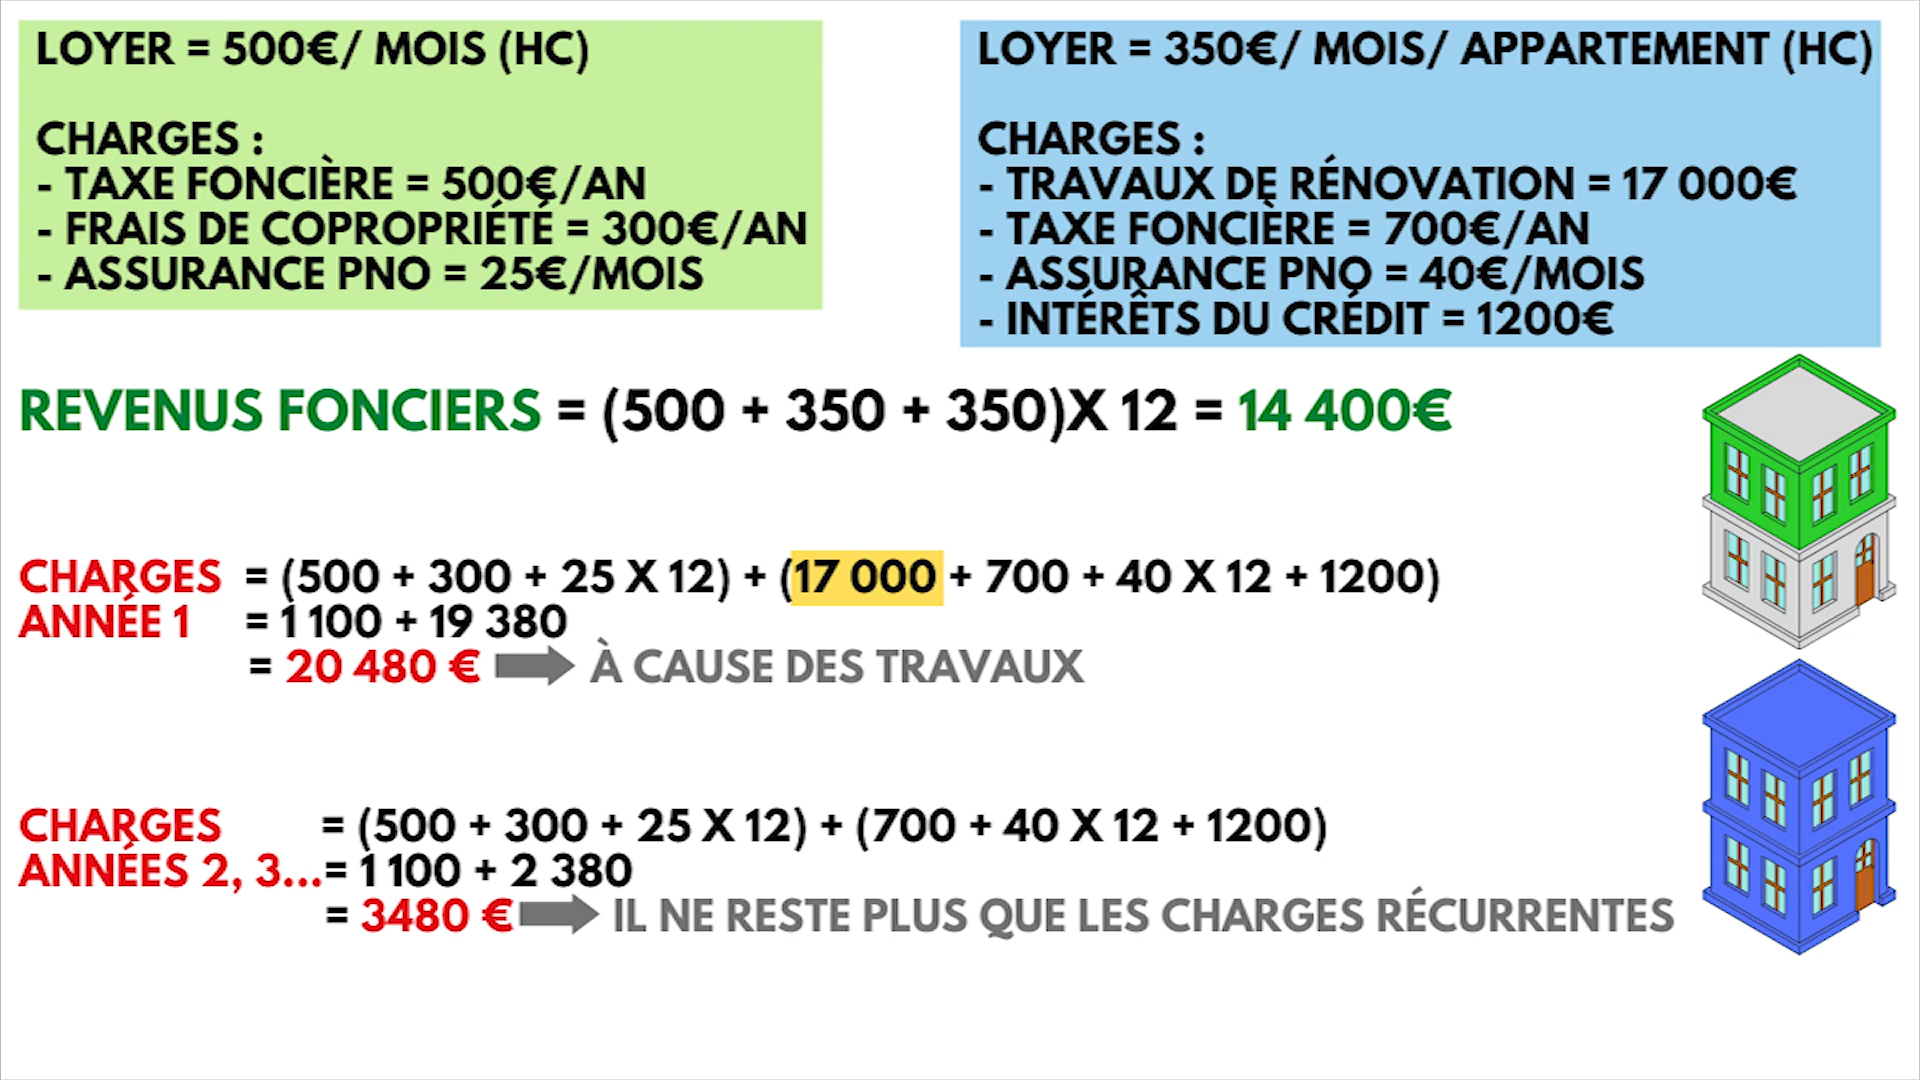 LOYER = 500€/ MOIS (HC)
CHARGES :
- TAXE FONCIÈRE = 500€/AN
- FRAIS DE COPROPRIÉTÉ = 300€/AN
- ASSURANCE PNO = 25€/MOIS
LOYER = 350€/ MOIS/ APPARTEMENT (HC)
CHARGES :
- TRAVAUX DE RÉNOVATION = 17 000€
- TAXE FONCIÈRE = 700€/AN
- ASSURANCE PNO = 40€/MOIS
- INTÉRÊTS DU CRÉDIT = 1200€
REVENUS FONCIERS = (500 + 350 + 350)X 12 = 14 400€
CHARGES = (500 + 300 + 25 X 12) + (17 000 + 700 + 40 X 12 + 1200)
ANNÉE 1 = 1 100 + 19 380
= 20 480 € À CAUSE DES TRAVAUX
CHARGES = (500 + 300 + 25 X 12) + (700 + 40 X 12 + 1200)
ANNÉES 2, 3... = 1 100 + 2 380
= 3480 € IL NE RESTE PLUS QUE LES CHARGES RÉCURRENTES